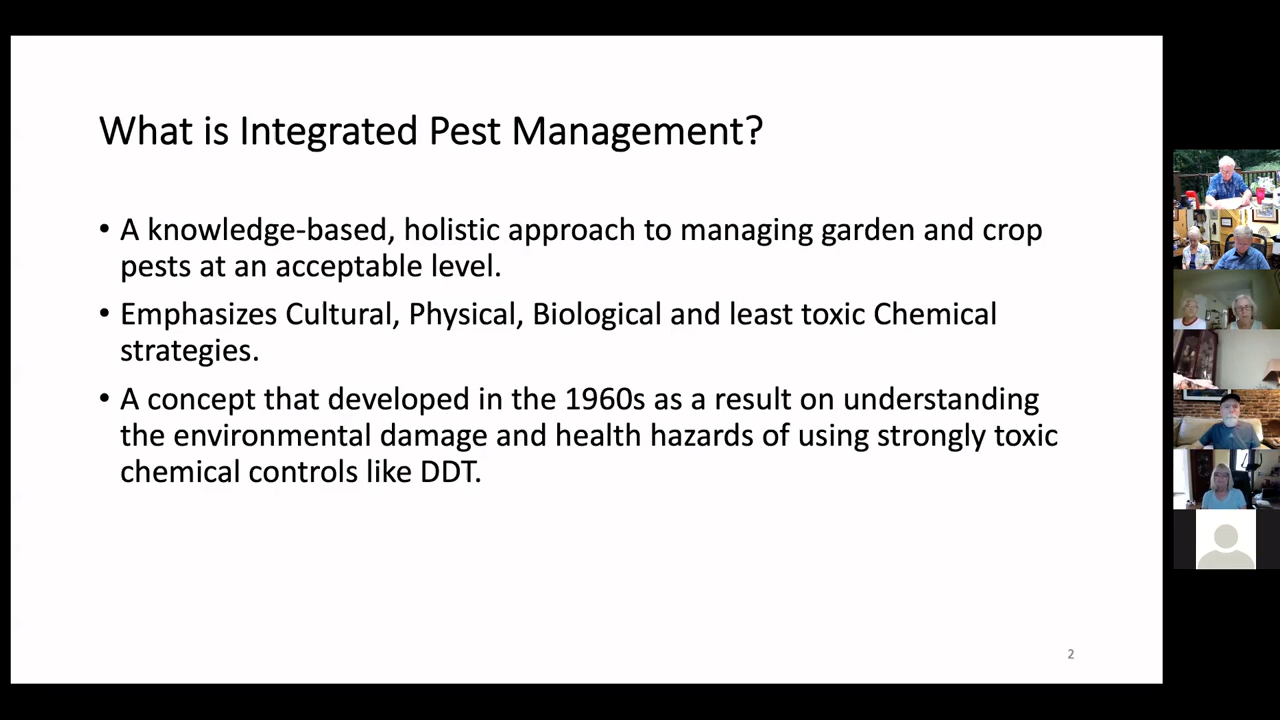 What is Integrated Pest Management?
• A knowledge-based, holistic approach to managing garden and crop
pests at an acceptable level.
• Emphasizes Cultural, Physical, Biological and least toxic Chemical
strategies.
• A concept that developed in the 1960s as a result on understanding
the environmental damage and health hazards of using strongly toxic
chemical controls like DDT.
2